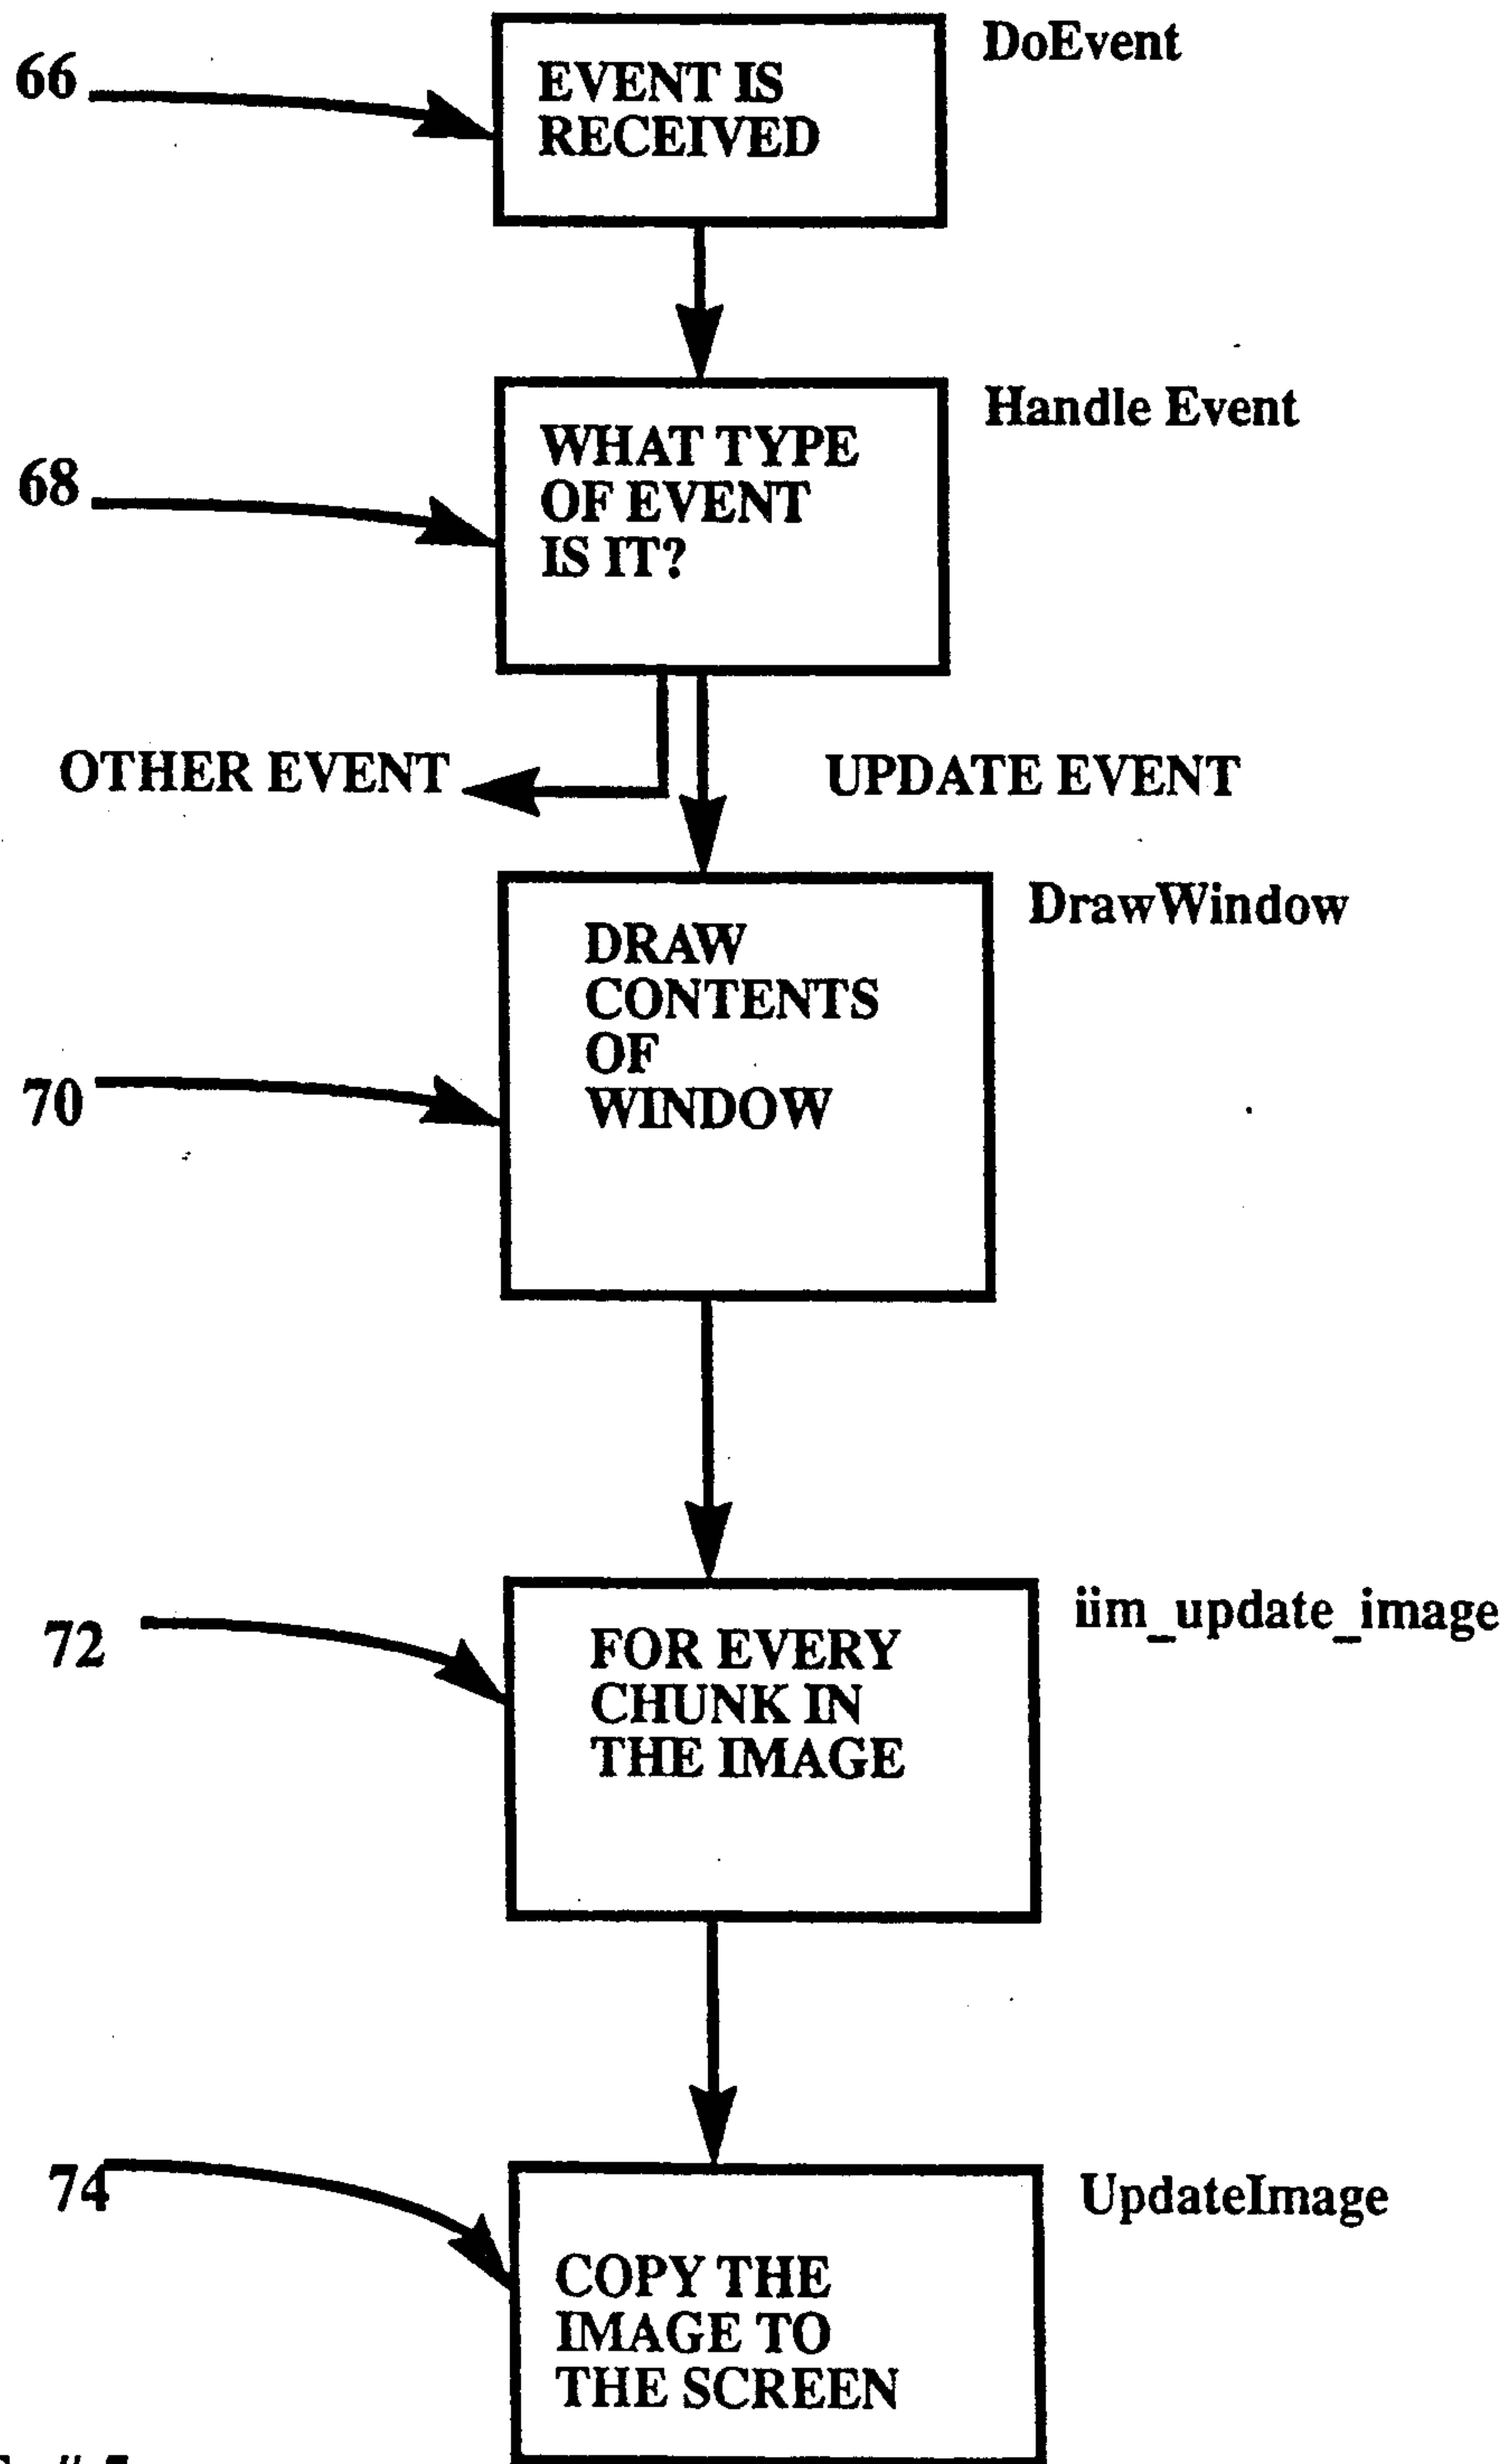 DoEvent
66
EVENT IS
RECEIVED
Handle Event
68
WHAT TYPE
OF EVENT
IS IT?
OTHER EVENT
UPDATE EVENT
DrawWindow
70
DRAW
CONTENTS
OF
WINDOW
iim_update_image
72
FOR EVERY
CHUNK IN
THE IMAGE
74
UpdateImage
COPY THE
IMAGE TO
THE SCREEN